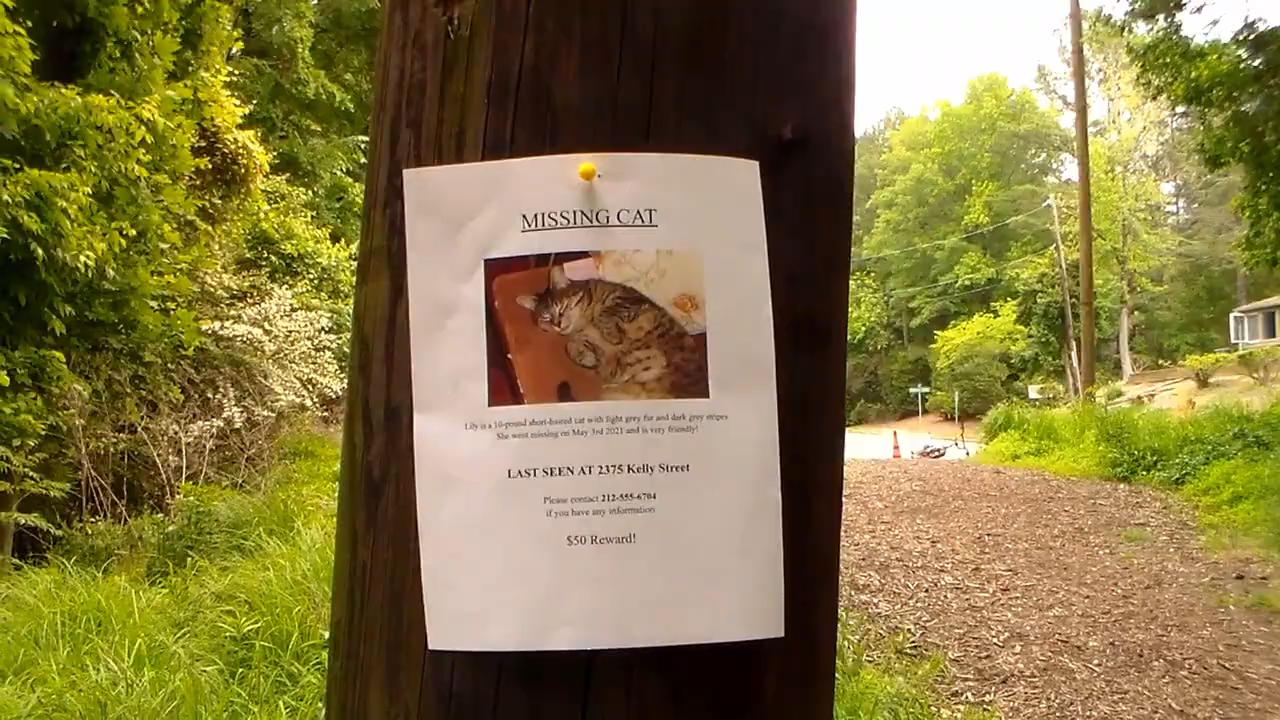 MISSING CAT
Lily is a 10-pound short-haired cat with light grey fur and dark grey stripes
She went missing on May 3rd 2021 and is very friendly!
LAST SEEN AT 2375 Kelly Street
Please contact 212-555-6704
if you have any information
$50 Reward!